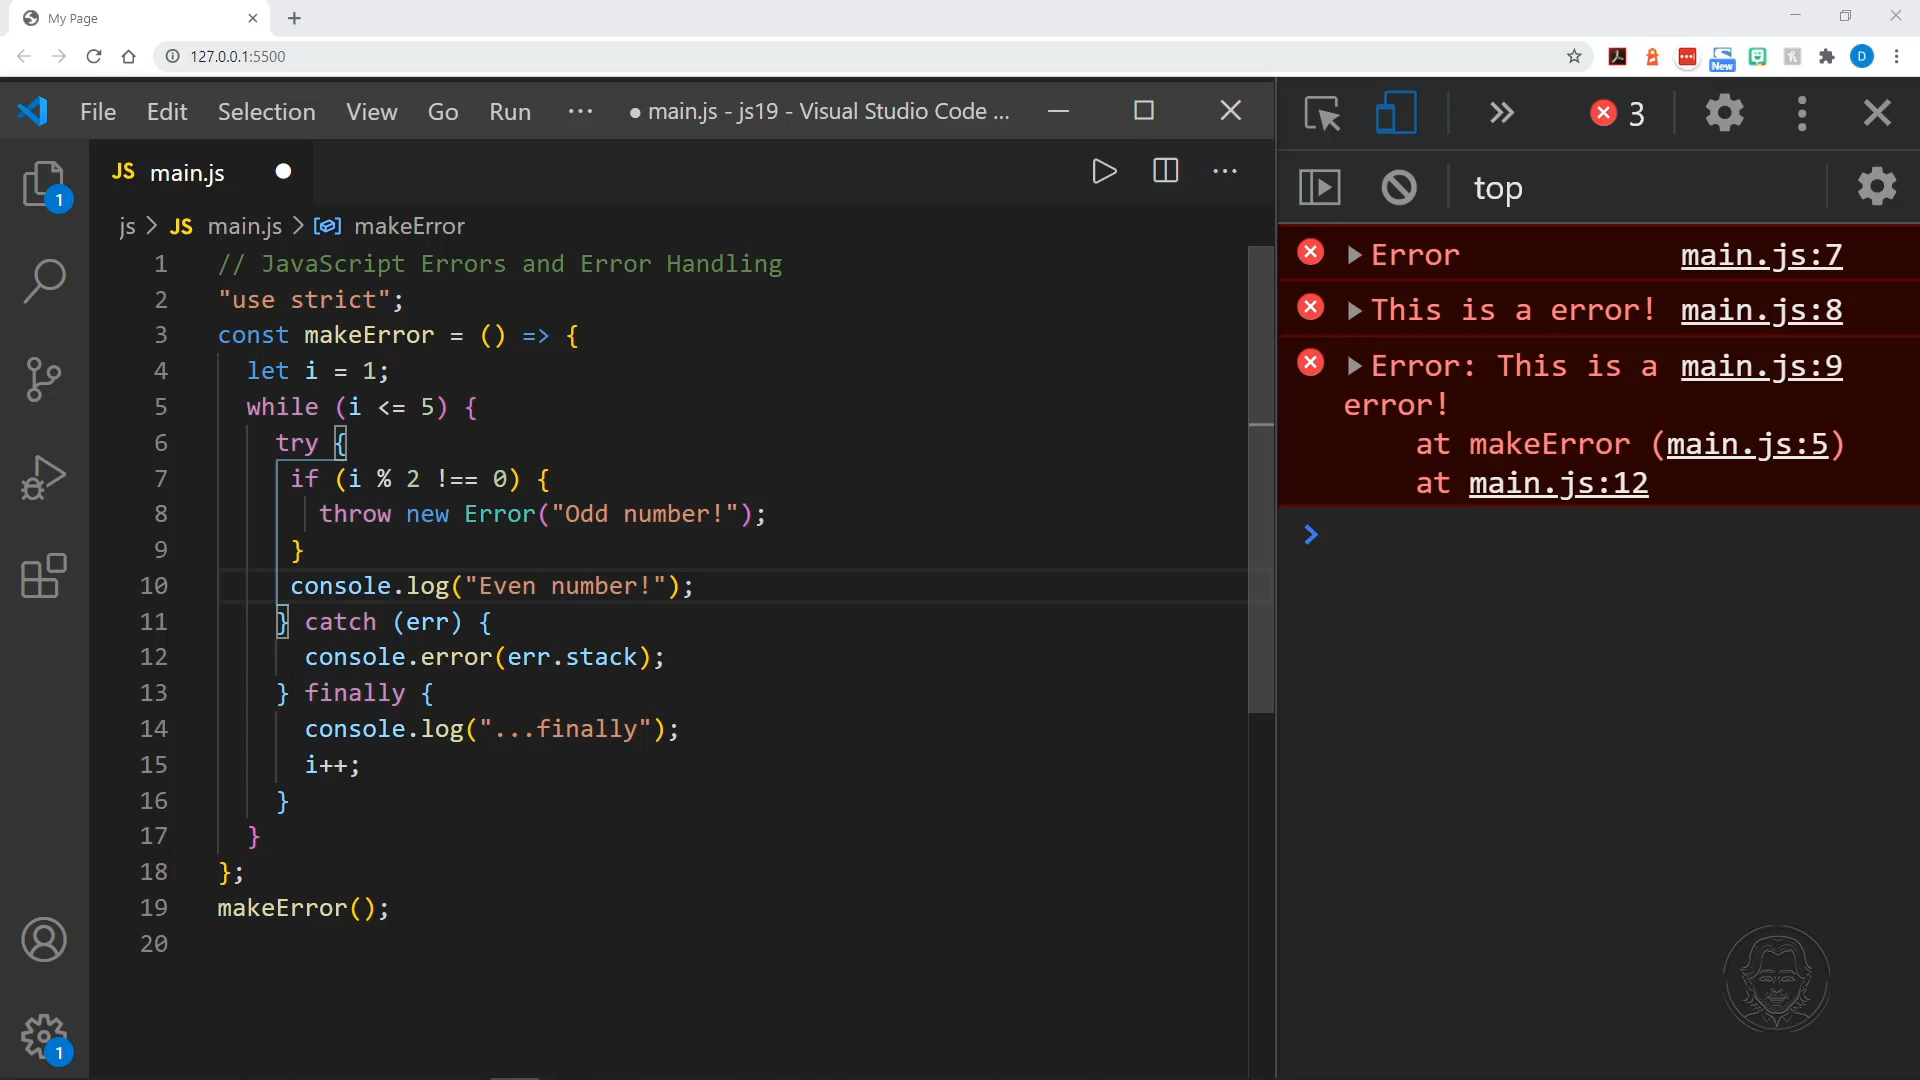 My Page
127.0.0.1:5500
New
D
File Edit Selection View Go Run ··· ● main.js - js19 - Visual Studio Code ...
3
JS main.js
top
js > JS main.js > makeError
1 // JavaScript Errors and Error Handling
2 "use strict";
3 const makeError = () => {
4 let i = 1;
5 while (i <= 5) {
6 try {
7 if (i % 2 !== 0) {
8 throw new Error("Odd number!");
9 }
10 console.log("Even number!");
11 } catch (err) {
12 console.error(err.stack);
13 } finally {
14 console.log("...finally");
15 i++;
16 }
17 }
18 };
19 makeError();
20
1
1
Error main.js:7
This is a error! main.js:8
Error: This is a main.js:9
error!
at makeError (main.js:5)
at main.js:12
>